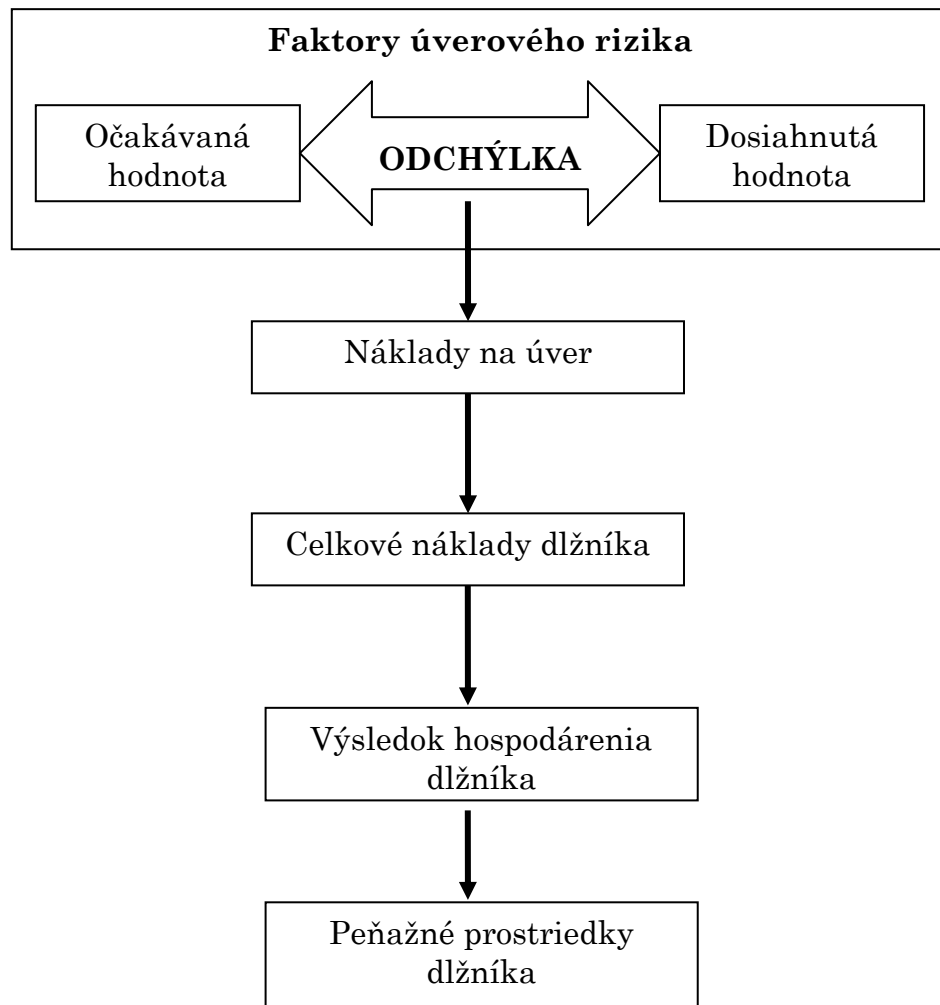 Faktory úverového rizika
Očakávaná
hodnota
ODCHÝLKA
Dosiahnutá
hodnota
Náklady na úver
Celkové náklady dlžníka
Výsledok hospodárenia
dlžníka
Peňažné prostriedky
dlžníka